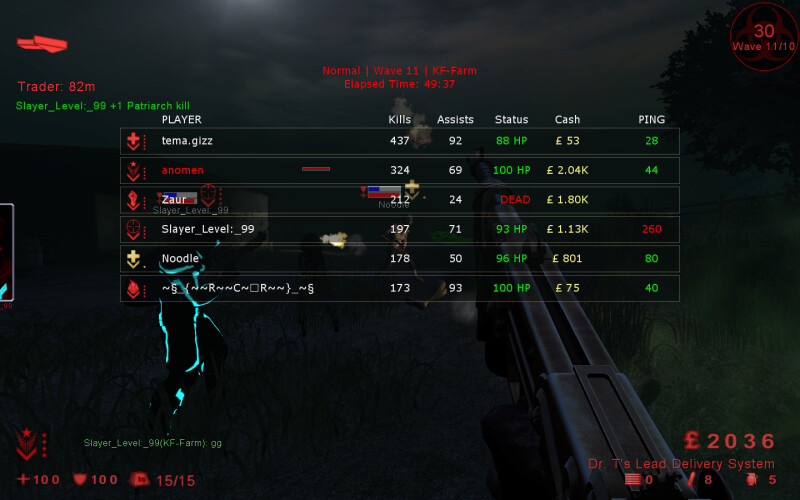 30
Wave 11/10
Normal | Wave 11 | KF-Farm
Elapsed Time: 49:37
Trader: 82m
Slayer_Level:_99 +1 Patriarch kill
PLAYER Kills Assists Status Cash PING
tema.gizz 437 92 88 HP £ 53 28
anomen 324 69 100 HP £ 2.04K 44
Zaur 212 24 DEAD £ 1.80K
Slayer_Level:_99 Noodle
Slayer_Level:_99 197 71 93 HP £ 1.13K 260
Noodle 178 50 96 HP £ 801 80
~§_{~~R~~C~□R~~}_~§ 173 93 100 HP £ 75 40
_99
Slayer_Level:_99(KF-Farm): gg
£2036
Dr. T's Lead Delivery System
100 100 15/15 0 8 5